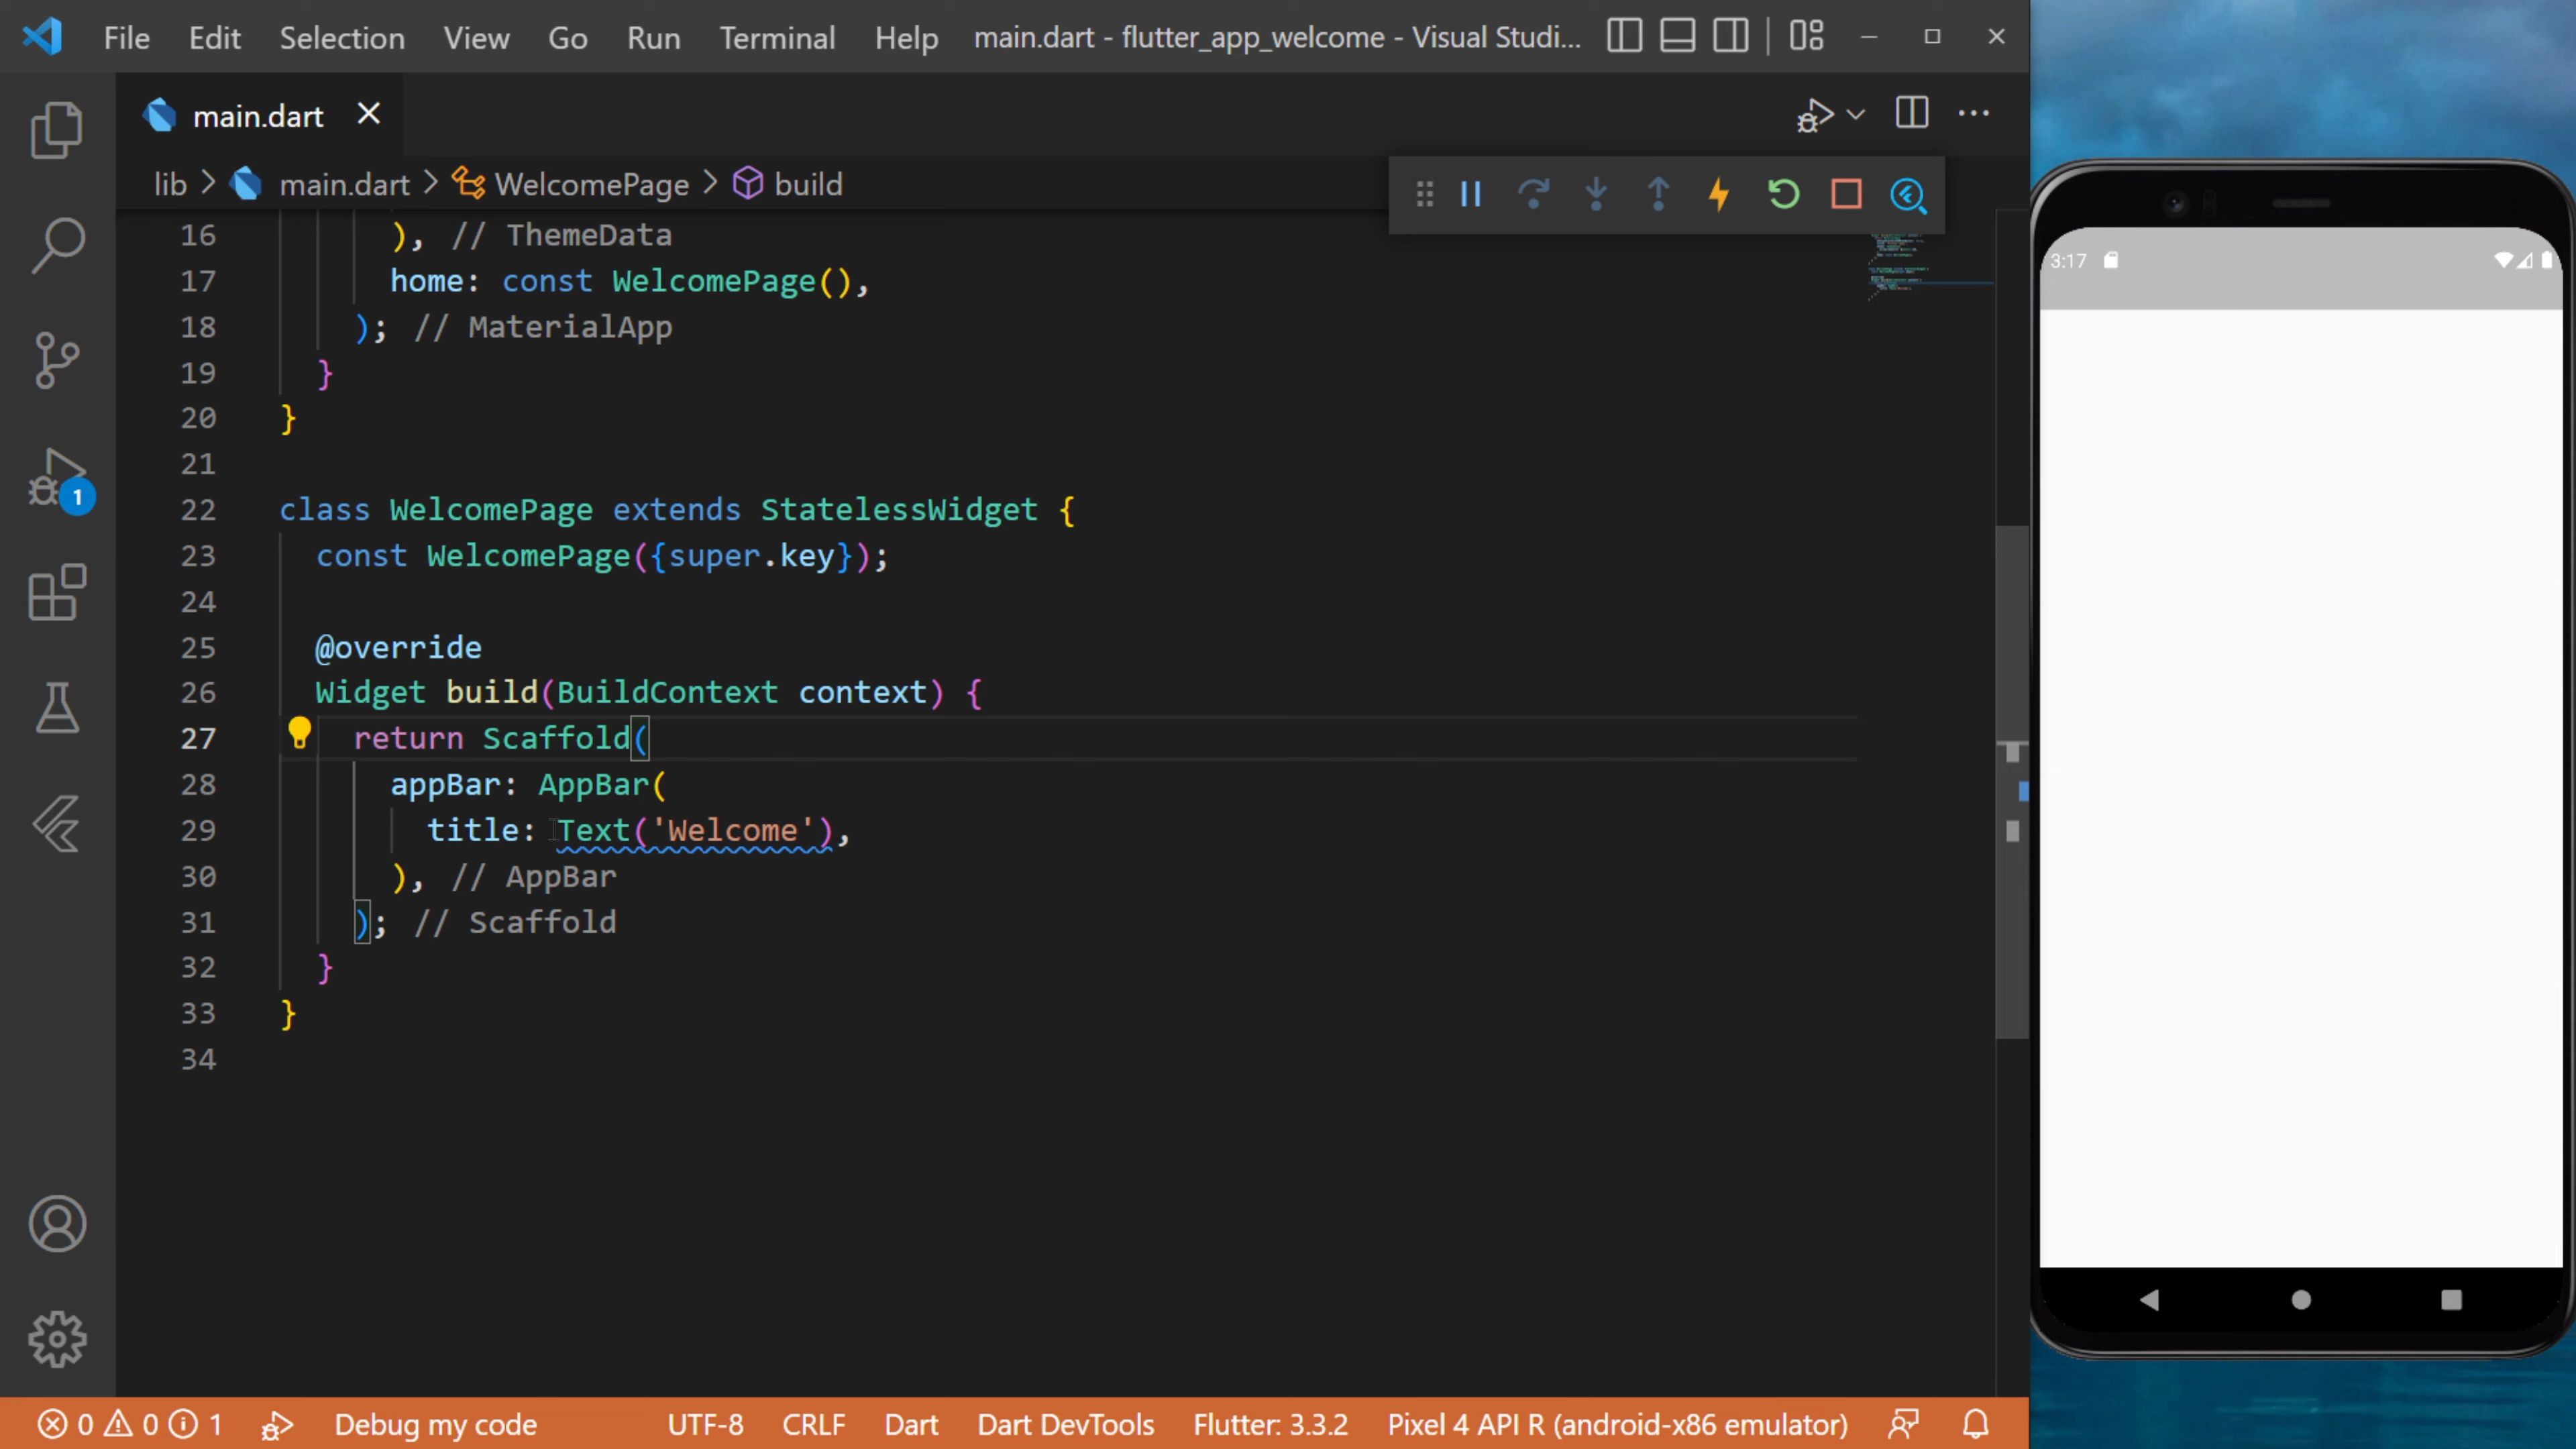 File Edit Selection View Go Run Terminal Help main.dart - flutter_app_welcome - Visual Studi...
main.dart
lib > main.dart > WelcomePage > build
16 ), // ThemeData
17 home: const WelcomePage(),
18 ); // MaterialApp
19 }
20 }
21
22 class WelcomePage extends StatelessWidget {
23 const WelcomePage({super.key});
24
25 @override
26 Widget build(BuildContext context) {
27 return Scaffold(
28 appBar: AppBar(
29 title: Text('Welcome'),
30 ), // AppBar
31 ); // Scaffold
32 }
33 }
34
1
3:17
0 0 1 Debug my code UTF-8 CRLF Dart Dart DevTools Flutter: 3.3.2 Pixel 4 API R (android-x86 emulator)